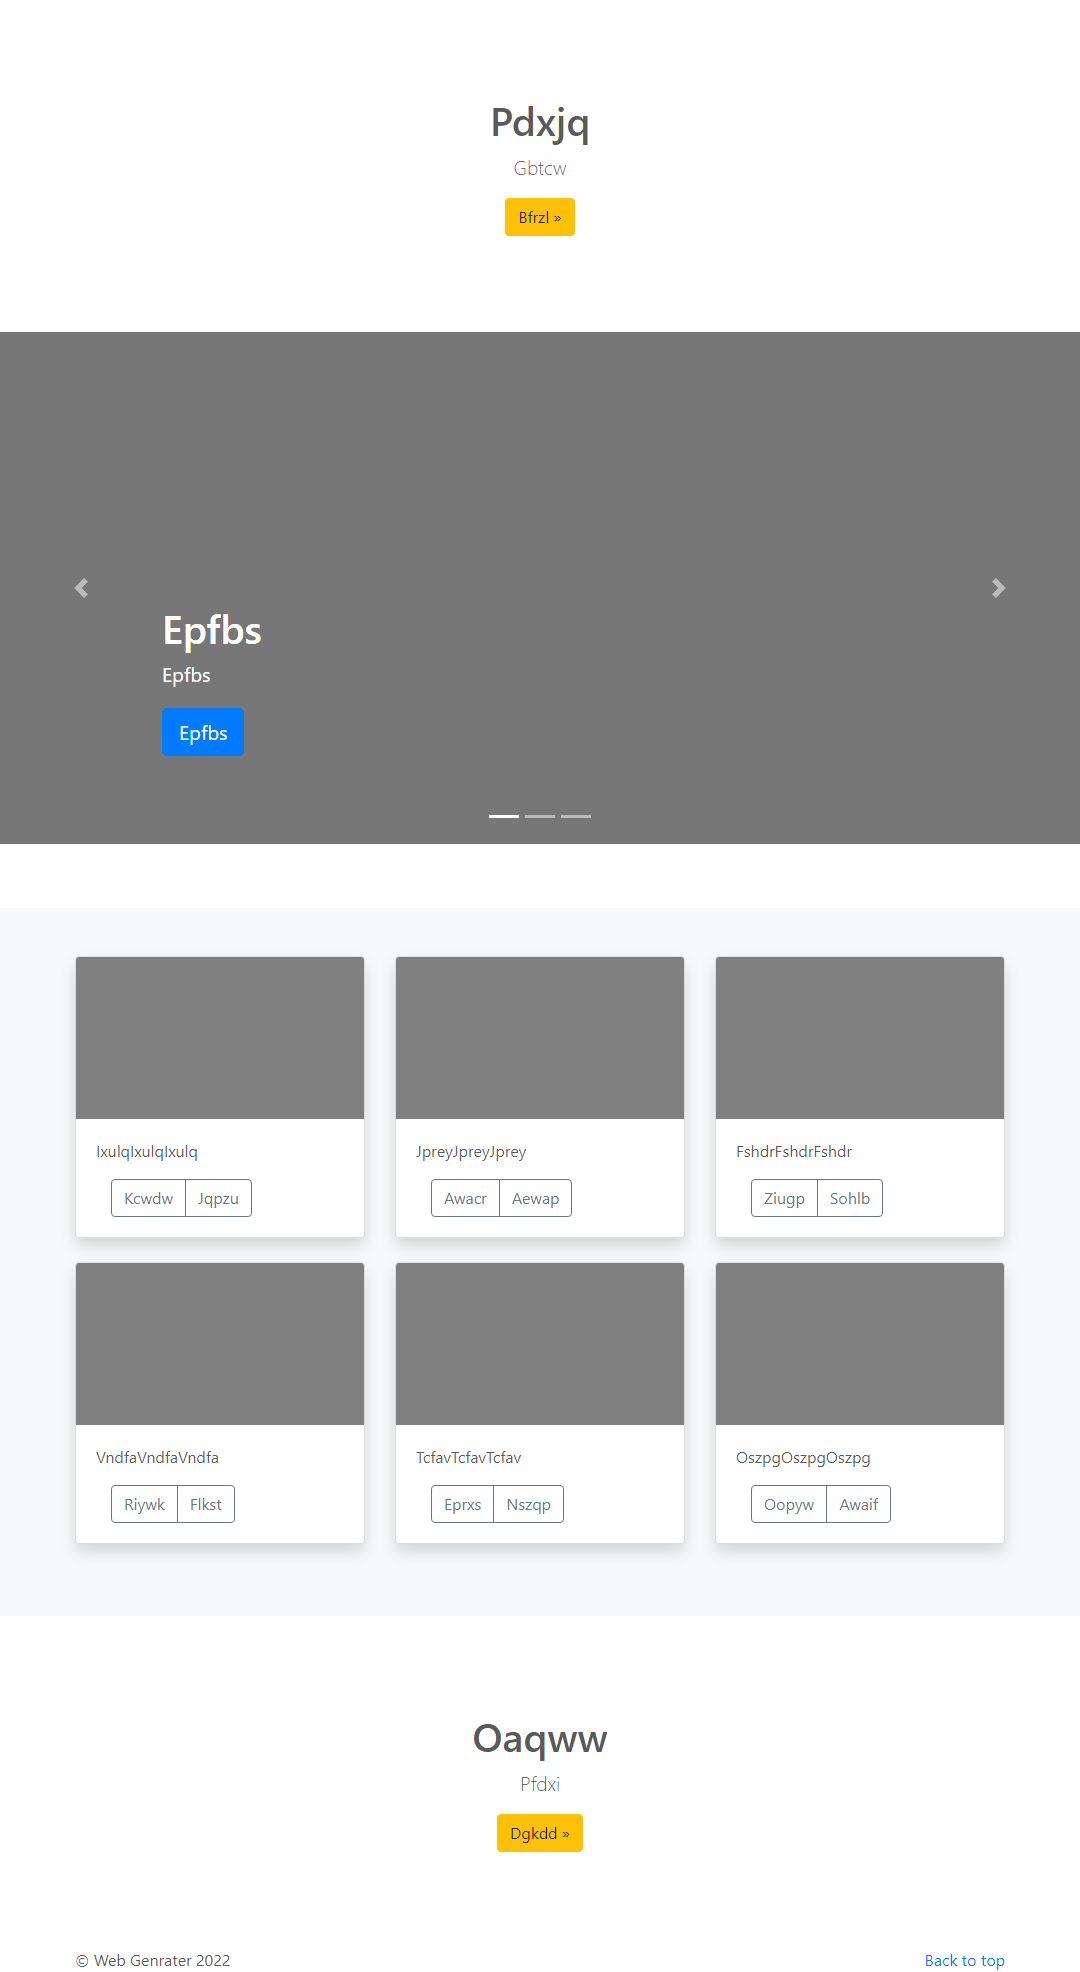 Pdxjq
Gbtcw
Bfrzl »
Epfbs
Epfbs
Epfbs
IxulqIxulqIxulq
Kcwdw Jqpzu
JpreyJpreyJprey
Awacr Aewap
FshdrFshdrFshdr
Ziugp Sohlb
VndfaVndfaVndfa
Riywk Flkst
TcfavTcfavTcfav
Eprxs Nszqp
OszpgOszpgOszpg
Oopyw Awaif
Oaqww
Pfdxi
Dgkdd »
© Web Genrater 2022
Back to top